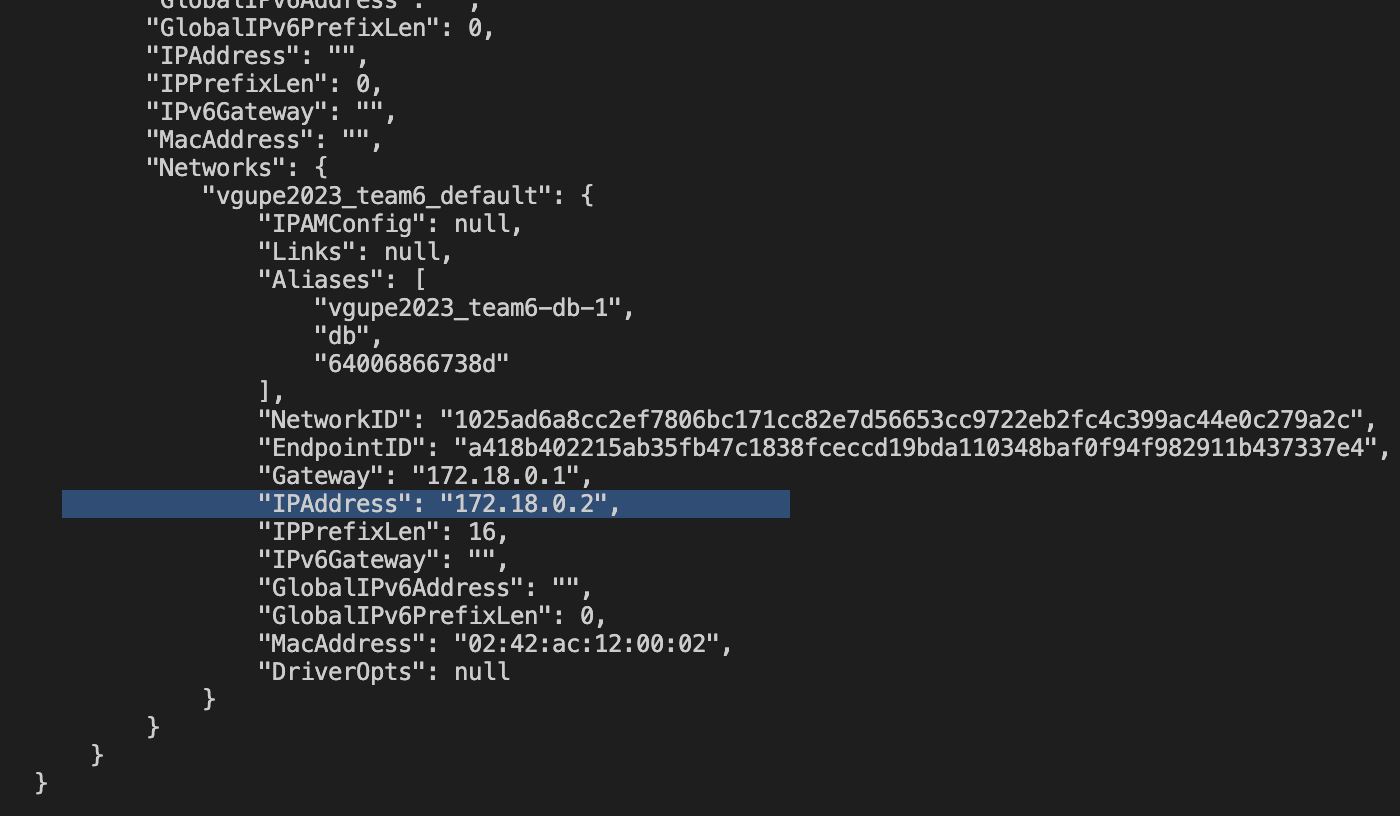 "GlobalIPv6Address": "",
"GlobalIPv6PrefixLen": 0,
"IPAddress": "",
"IPPrefixLen": 0,
"IPv6Gateway": "",
"MacAddress": "",
"Networks": {
"vgupe2023_team6_default": {
"IPAMConfig": null,
"Links": null,
"Aliases": [
"vgupe2023_team6-db-1",
"db",
"64006866738d"
],
"NetworkID": "1025ad6a8cc2ef7806bc171cc82e7d56653cc9722eb2fc4c399ac44e0c279a2c",
"EndpointID": "a418b402215ab35fb47c1838fceccd19bda110348baf0f94f982911b437337e4",
"Gateway": "172.18.0.1",
"IPAddress": "172.18.0.2",
"IPPrefixLen": 16,
"IPv6Gateway": "",
"GlobalIPv6Address": "",
"GlobalIPv6PrefixLen": 0,
"MacAddress": "02:42:ac:12:00:02",
"DriverOpts": null
}
}
}
}